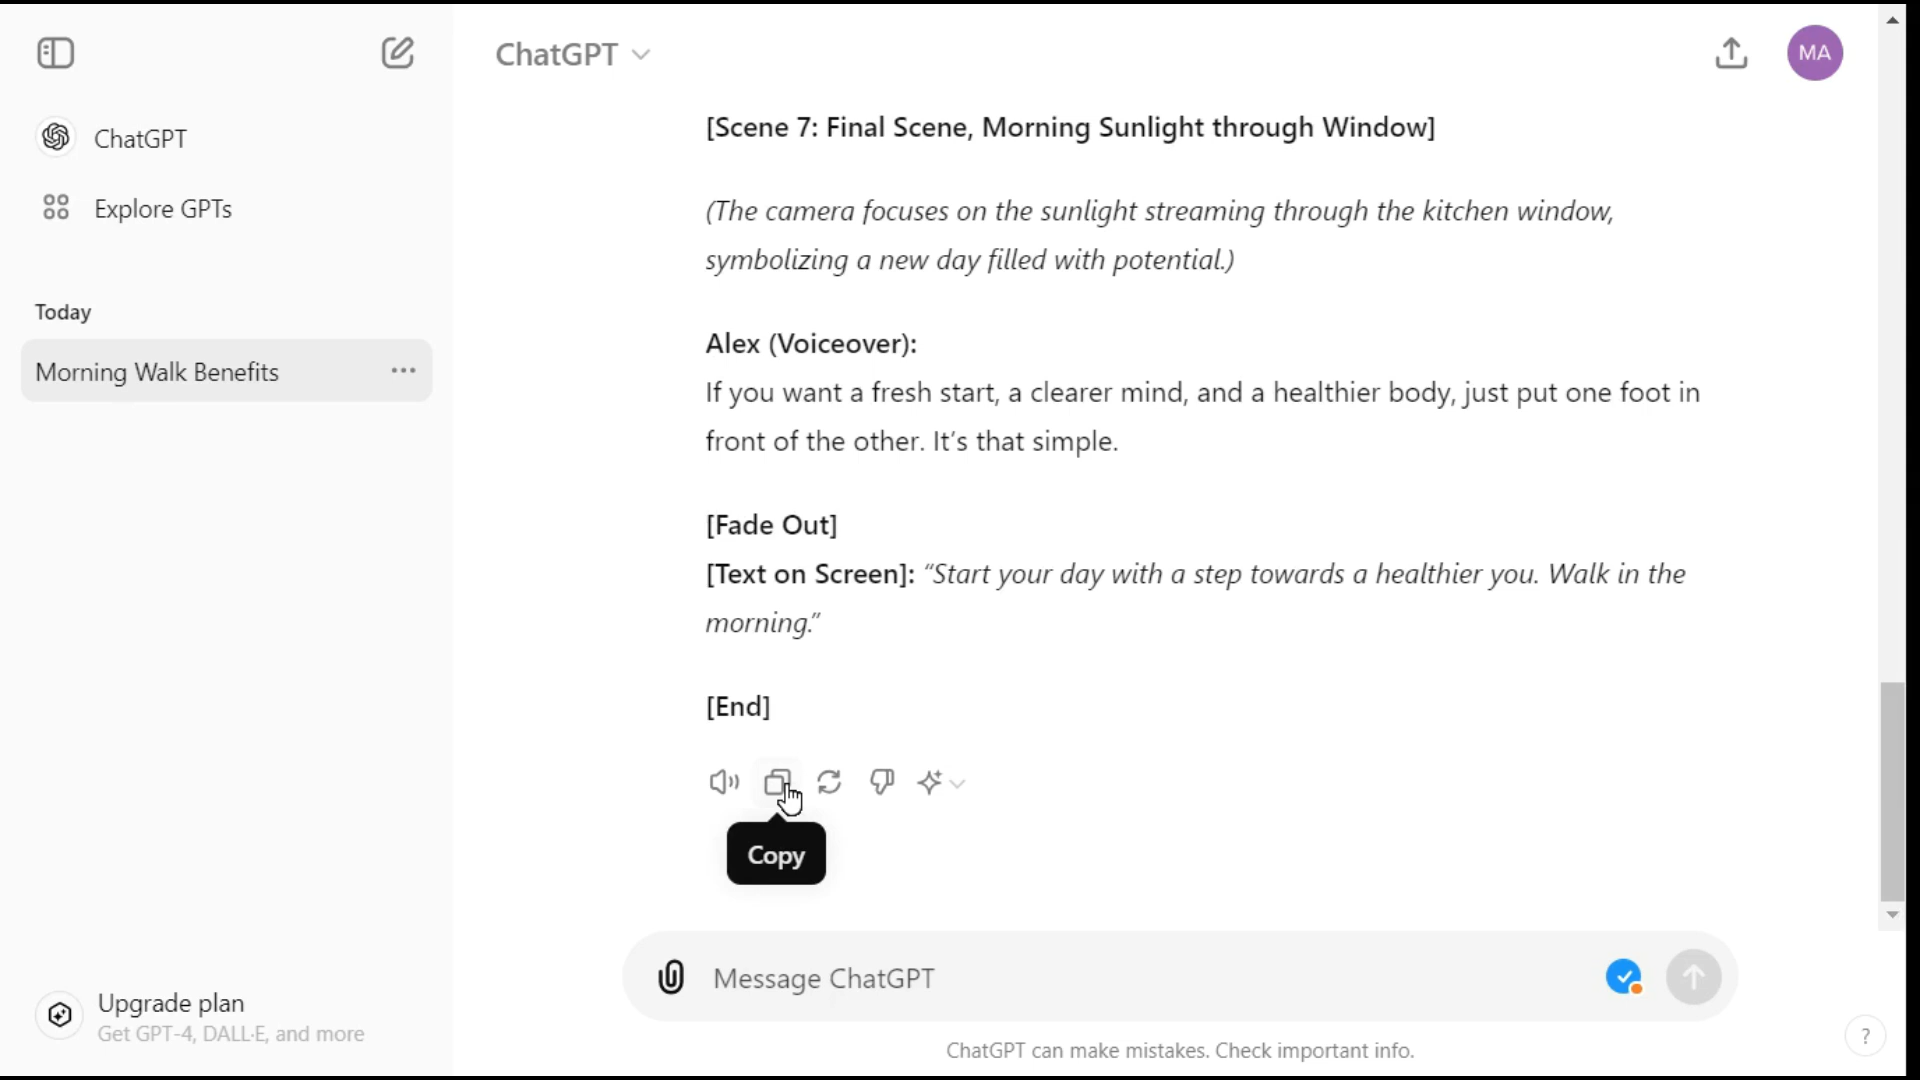 ChatGPT
MA
ChatGPT
Explore GPTs
Today
Morning Walk Benefits
[Scene 7: Final Scene, Morning Sunlight through Window]
(The camera focuses on the sunlight streaming through the kitchen window,
symbolizing a new day filled with potential.)
Alex (Voiceover):
If you want a fresh start, a clearer mind, and a healthier body, just put one foot in
front of the other. It’s that simple.
[Fade Out]
[Text on Screen]: “Start your day with a step towards a healthier you. Walk in the
morning.”
[End]
Copy
Message ChatGPT
Upgrade plan
Get GPT-4, DALL·E, and more
ChatGPT can make mistakes. Check important info.
?